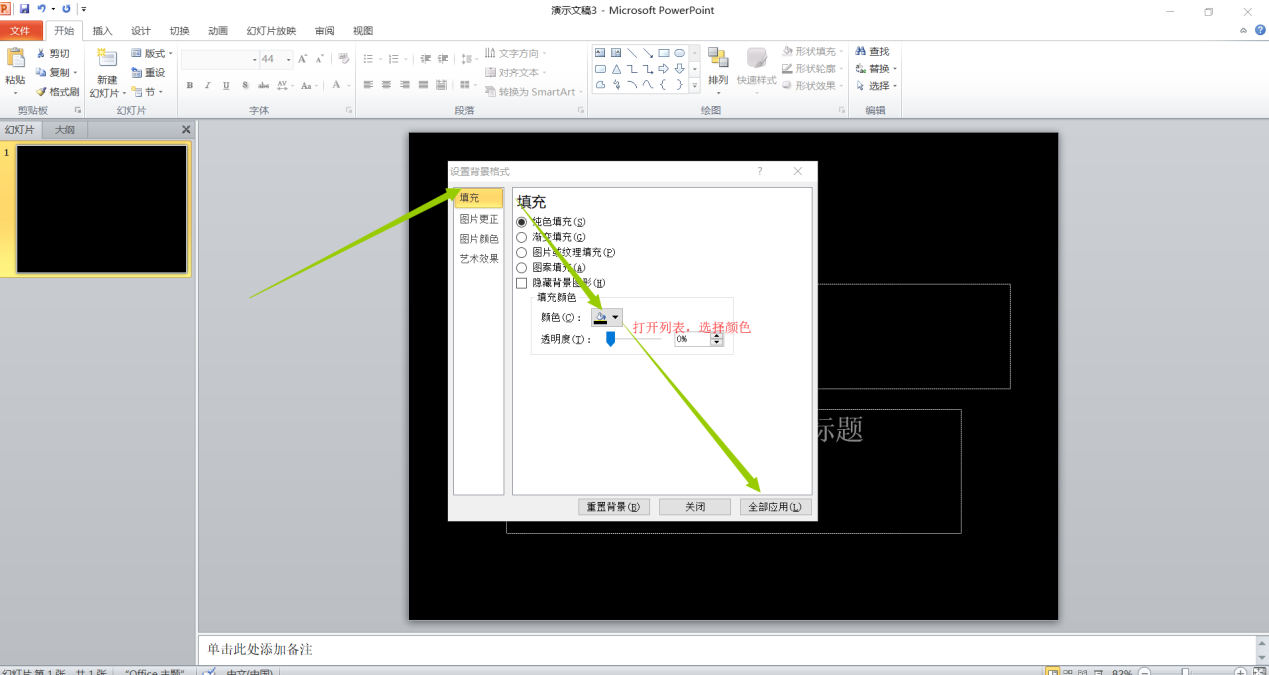 演示文稿3 - Microsoft PowerPoint
文件 开始 插入 设计 切换 动画 幻灯片放映 审阅 视图
粘贴 剪切 复制 格式刷
剪贴板
新建 幻灯片 版式 重设 节
幻灯片
44
B I U S abc AV Aa A
字体
文字方向 对齐文本 转换为 SmartArt
段落
排列 快速样式 形状填充 形状轮廓 形状效果
绘图
查找 替换 选择
编辑
幻灯片 大纲
1
设置背景格式
填充
图片更正
图片颜色
艺术效果
填充
纯色填充(S)
渐变填充(G)
图片或纹理填充(P)
图案填充(A)
隐藏背景图形(H)
填充颜色
颜色(C)：
打开列表，选择颜色
透明度(T)： 0%
标题
重置背景(B) 关闭 全部应用(L)
单击此处添加备注
幻灯片 第 1 张，共 1 张 "Office 主题" 中文(中国) 82%